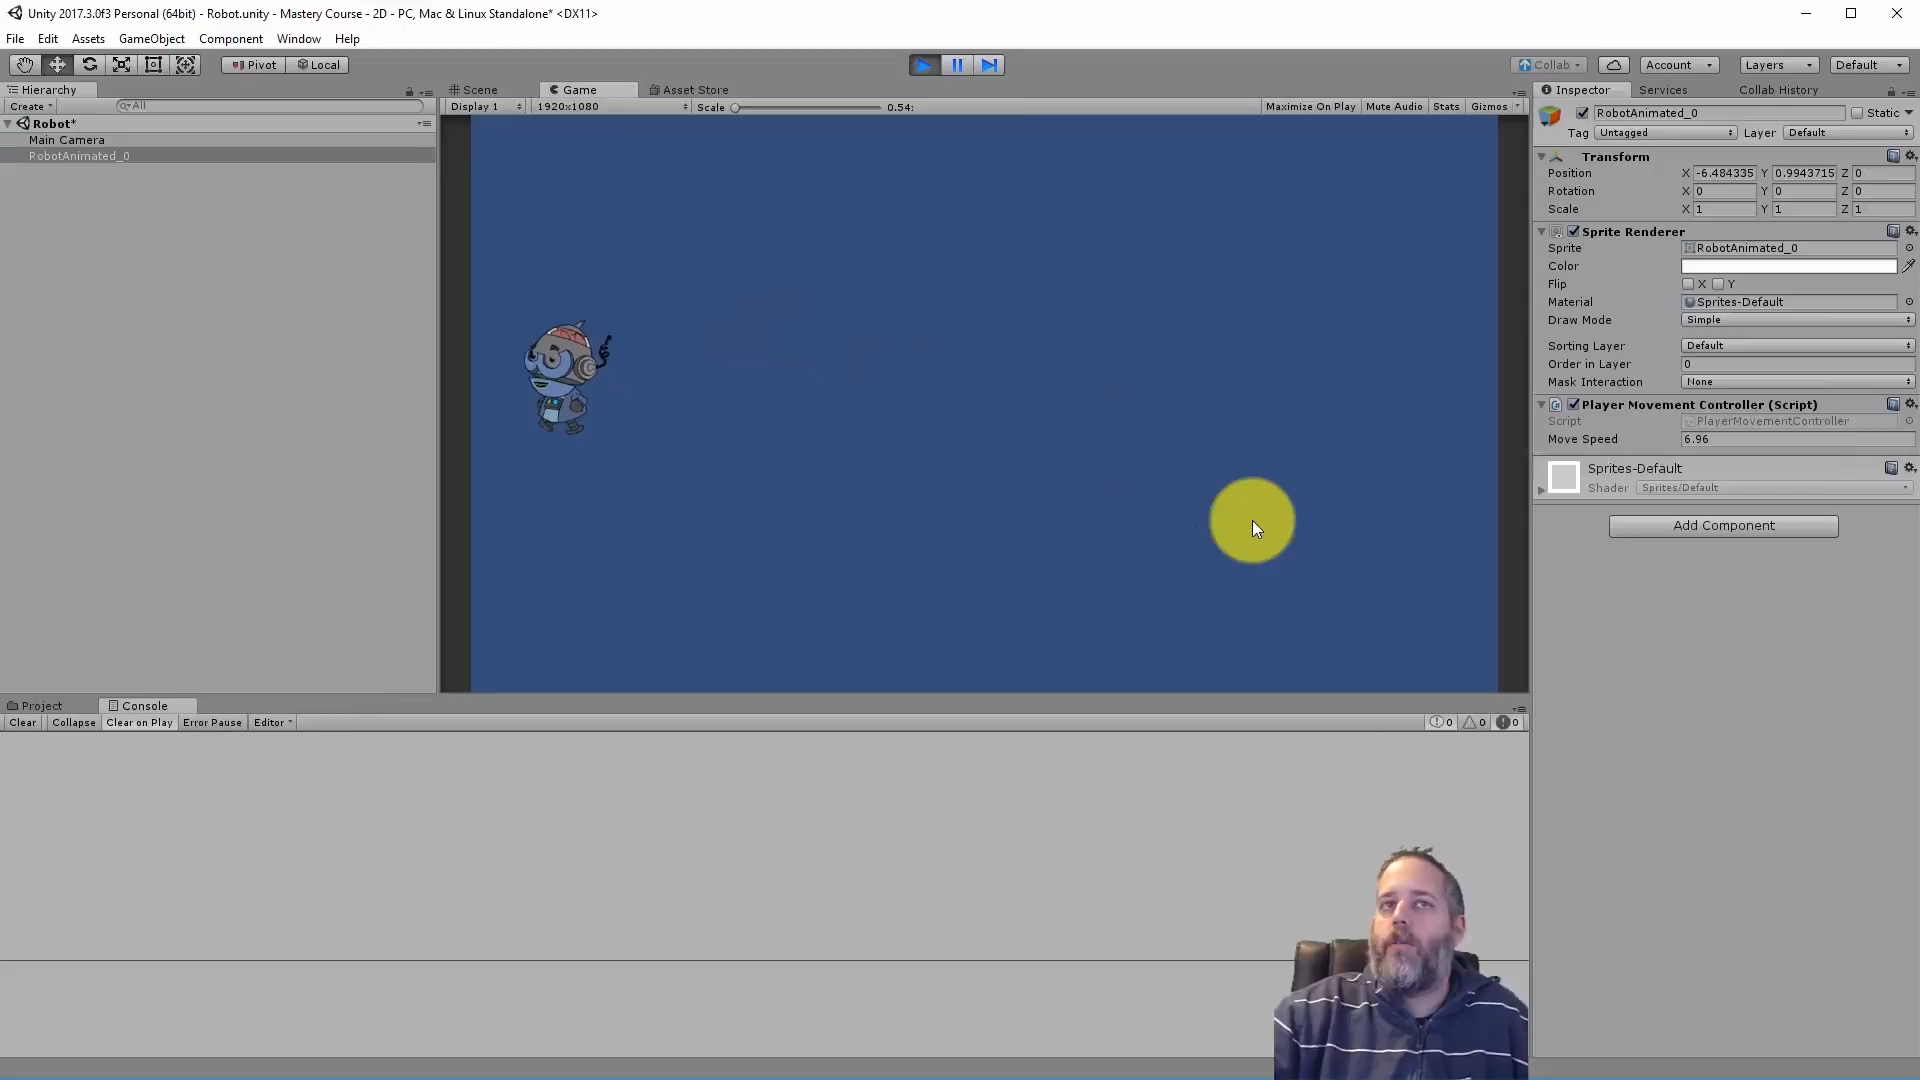 Unity 2017.3.0f3 Personal (64bit) - Robot.unity - Mastery Course - 2D - PC, Mac & Linux Standalone* <DX11>
File Edit Assets GameObject Component Window Help
Pivot Local Collab Account Layers Default
Hierarchy
Create All
Robot*
Main Camera
RobotAnimated_0
Scene Game Asset Store
Display 1 1920x1080 Scale 0.54: Maximize On Play Mute Audio Stats Gizmos
Inspector Services Collab History
RobotAnimated_0 Static
Tag Untagged Layer Default
Transform
Position X -6.484335 Y 0.9943715 Z 0
Rotation X 0 Y 0 Z 0
Scale X 1 Y 1 Z 1
Sprite Renderer
Sprite RobotAnimated_0
Color
Flip X Y
Material Sprites-Default
Draw Mode Simple
Sorting Layer Default
Order in Layer 0
Mask Interaction None
Player Movement Controller (Script)
Script PlayerMovementController
Move Speed 6.96
Sprites-Default
Shader Sprites/Default
Add Component
Project Console
Clear Collapse Clear on Play Error Pause Editor 0 0 0